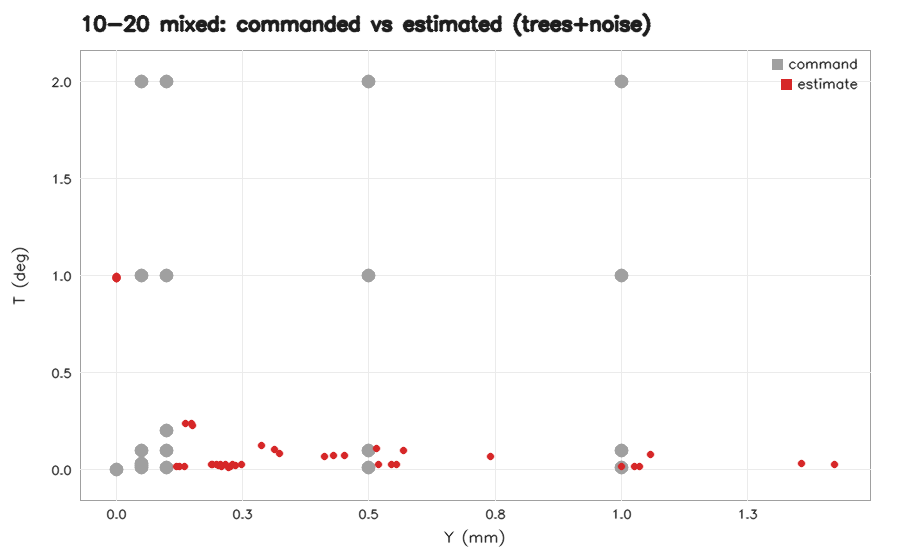 10-20 mixed: commanded vs estimated (trees+noise)
command
estimate
2.0
1.5
1.0
0.5
0.0
T (deg)
0.0
0.3
0.5
0.8
1.0
1.3
Y (mm)